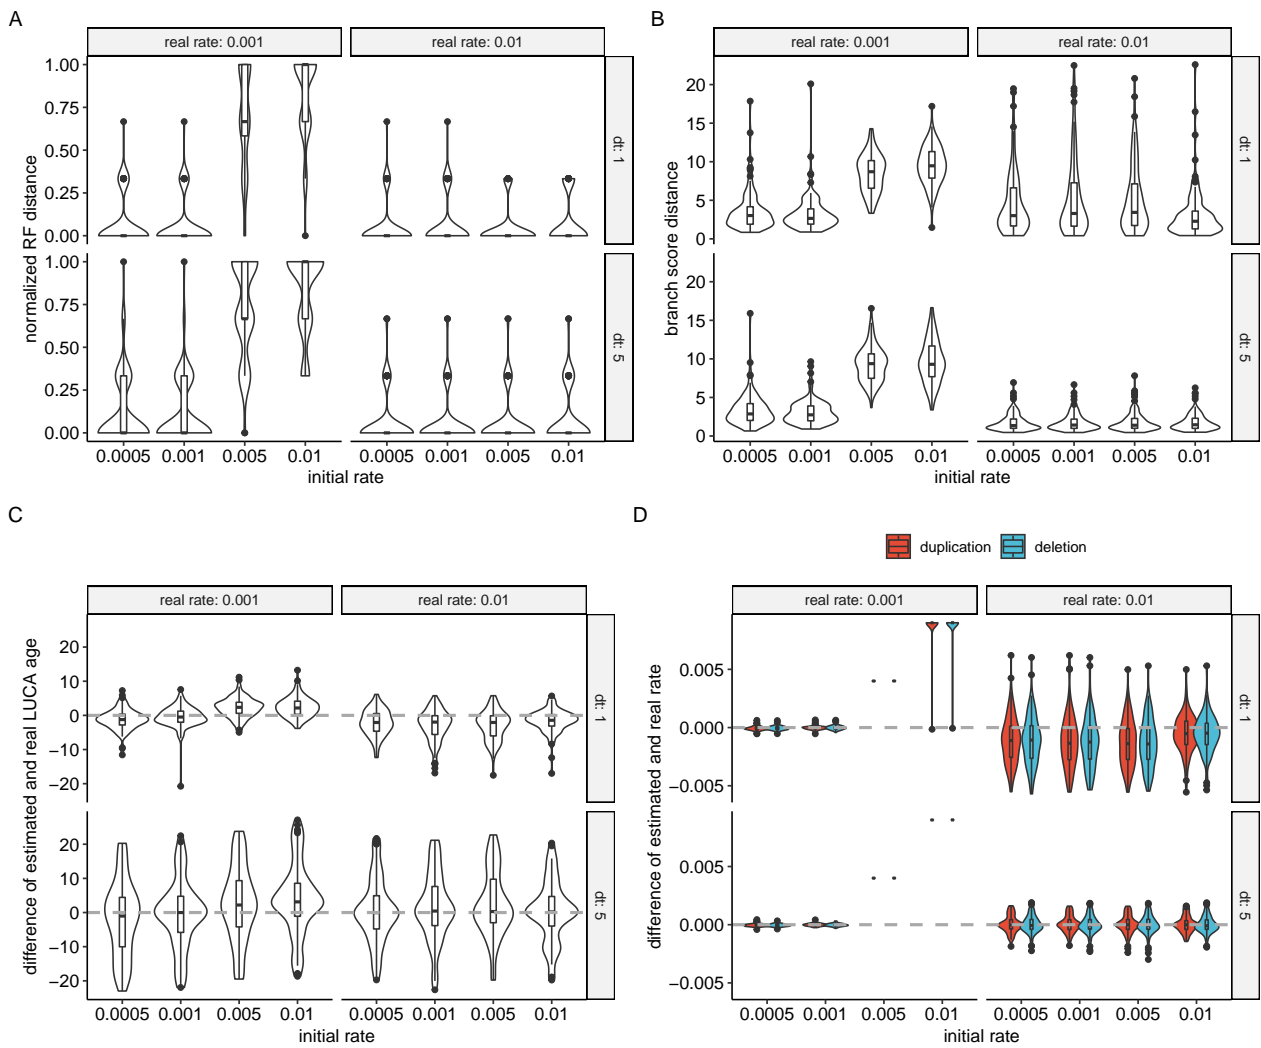 A
real rate: 0.001
real rate: 0.01
normalized RF distance
1.00
0.75
0.50
0.25
0.00
dt: 1
1.00
0.75
0.50
0.25
0.00
dt: 5
0.0005 0.001 0.005 0.01
0.0005 0.001 0.005 0.01
initial rate
B
real rate: 0.001
real rate: 0.01
branch score distance
20
15
10
5
0
dt: 1
20
15
10
5
0
dt: 5
0.0005 0.001 0.005 0.01
0.0005 0.001 0.005 0.01
initial rate
C
real rate: 0.001
real rate: 0.01
difference of estimated and real LUCA age
20
10
0
−10
−20
dt: 1
20
10
0
−10
−20
dt: 5
0.0005 0.001 0.005 0.01
0.0005 0.001 0.005 0.01
initial rate
D
duplication deletion
real rate: 0.001
real rate: 0.01
difference of estimated and real rate
0.005
0.000
−0.005
dt: 1
0.005
0.000
−0.005
dt: 5
0.0005 0.001 0.005 0.01
0.0005 0.001 0.005 0.01
initial rate